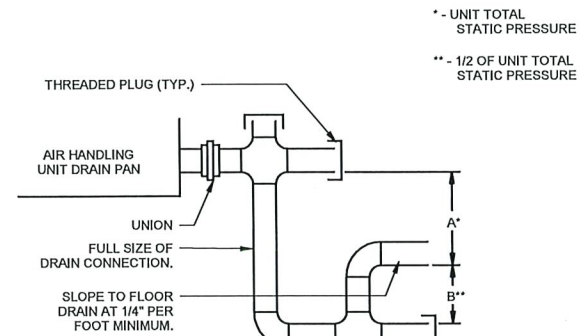 * - UNIT TOTAL
STATIC PRESSURE
** - 1/2 OF UNIT TOTAL
STATIC PRESSURE
THREADED PLUG (TYP.)
AIR HANDLING
UNIT DRAIN PAN
UNION
A*
FULL SIZE OF
DRAIN CONNECTION.
B**
SLOPE TO FLOOR
DRAIN AT 1/4" PER
FOOT MINIMUM.